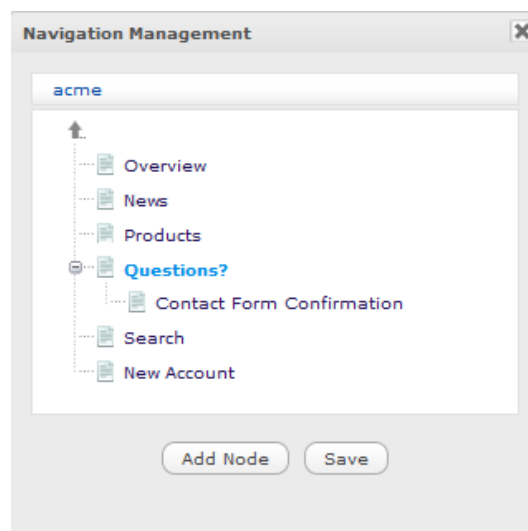 Navigation Management
acme
Overview
News
Products
Questions?
Contact Form Confirmation
Search
New Account
Add Node Save